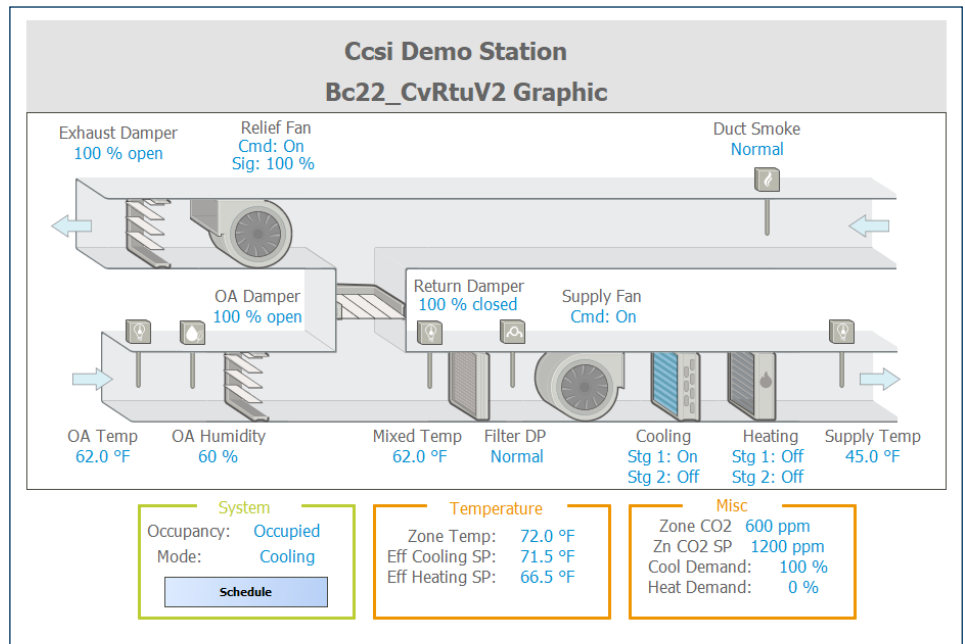 Ccsi Demo Station
Bc22_CvRtuV2 Graphic
Exhaust Damper
100 % open
Relief Fan
Cmd: On
Sig: 100 %
Duct Smoke
Normal
OA Damper
100 % open
Return Damper
100 % closed
Supply Fan
Cmd: On
OA Temp
62.0 °F
OA Humidity
60 %
Mixed Temp
62.0 °F
Filter DP
Normal
Cooling
Stg 1: On
Stg 2: Off
Heating
Stg 1: Off
Stg 2: Off
Supply Temp
45.0 °F
System
Occupancy: Occupied
Mode: Cooling
Schedule
Temperature
Zone Temp: 72.0 °F
Eff Cooling SP: 71.5 °F
Eff Heating SP: 66.5 °F
Misc
Zone CO2 600 ppm
Zn CO2 SP 1200 ppm
Cool Demand: 100 %
Heat Demand: 0 %